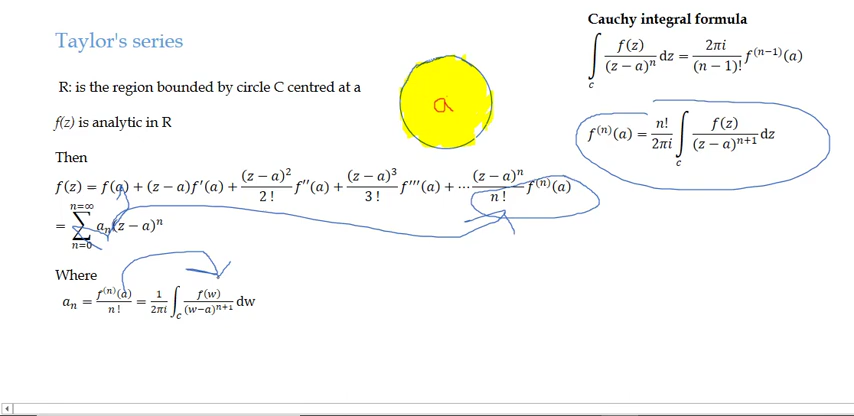 Taylor's series
R: is the region bounded by circle C centred at a
f(z) is analytic in R
Then
f(z) = f(a) + (z − a)f′(a) + (z − a)²/2! f′′(a) + (z − a)³/3! f′′′(a) + ⋯ (z − a)ⁿ/n! f⁽ⁿ⁾(a)
= ∑_{n=0}^{n=∞} aₙ(z − a)ⁿ
Where
aₙ = f⁽ⁿ⁾(a)/n! = 1/2πi ∫_c f(w)/(w−a)ⁿ⁺¹ dw
a
Cauchy integral formula
∫_c f(z)/(z − a)ⁿ dz = 2πi/(n − 1)! f⁽ⁿ⁻¹⁾(a)
f⁽ⁿ⁾(a) = n!/2πi ∫_c f(z)/(z − a)ⁿ⁺¹ dz